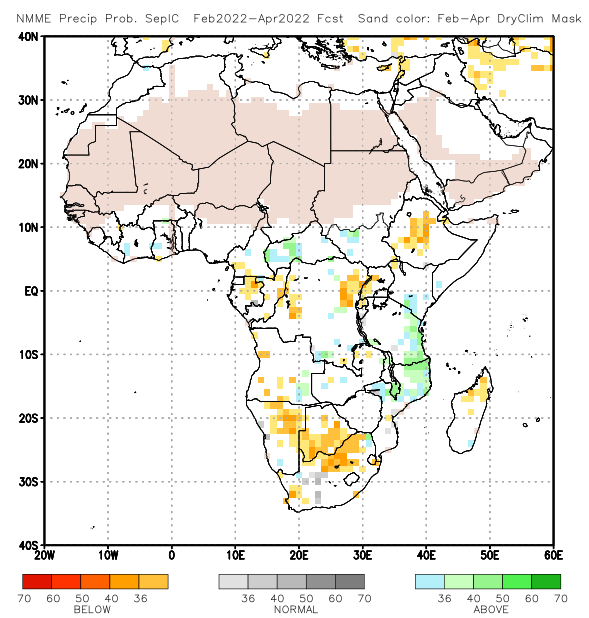 NMME Precip Prob. SepIC Feb2022-Apr2022 Fcst Sand color: Feb-Apr DryClim Mask
40N
30N
20N
10N
EQ
10S
20S
30S
40S
20W 10W 0 10E 20E 30E 40E 50E 60E
70 60 50 40 36 36 40 50 60 70 36 40 50 60 70
BELOW NORMAL ABOVE